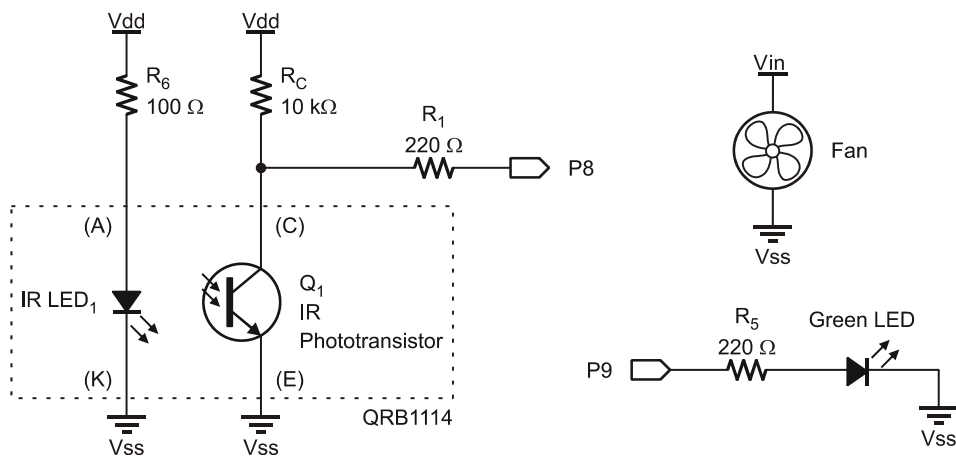 Vdd
R6
100 Ω
Vdd
RC
10 kΩ
R1
220 Ω
P8
Vin
Fan
Vss
(A)
(C)
IR LED1
Q1
IR
Phototransistor
(K)
(E)
QRB1114
Vss
Vss
P9
R5
220 Ω
Green LED
Vss